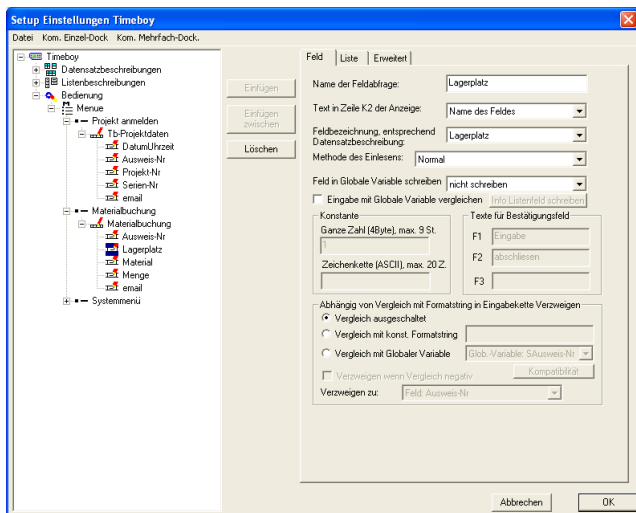 Setup Einstellungen Timeboy
Datei Kom. Einzel-Dock Kom. Mehrfach-Dock.
Timeboy
Datensatzbeschreibungen
Listenbeschreibungen
Bedienung
Menue
Projekt anmelden
Tb-Projektdaten
DatumUhrzeit
Ausweis-Nr
Projekt-Nr
Serien-Nr
email
Materialbuchung
Materialbuchung
Ausweis-Nr
Lagerplatz
Material
Menge
email
Systemmenü
Einfügen
Einfügen
zwischen
Löschen
Feld Liste Erweitert
Name der Feldabfrage: Lagerplatz
Text in Zeile K2 der Anzeige: Name des Feldes
Feldbezeichnung, entsprechend
Datensatzbeschreibung: Lagerplatz
Methode des Einlesens: Normal
Feld in Globale Variable schreiben nicht schreiben
Eingabe mit Globale Variable vergleichen Info Listenfeld schreiben
Konstante
Ganze Zahl (4Byte), max. 9 St.
1
Zeichenkette (ASCII), max. 20 Z.
Texte für Bestätigungsfeld
F1 Eingabe
F2 abschliesen
F3
Abhängig von Vergleich mit Formatstring in Eingabekette Verzweigen
Vergleich ausgeschaltet
Vergleich mit konst. Formatstring
Vergleich mit Globaler Variable Glob.-Variable: SAusweis-Nr
Verzweigen wenn Vergleich negativ Kompatibilität
Verzweigen zu: Feld: Ausweis-Nr
Abbrechen OK